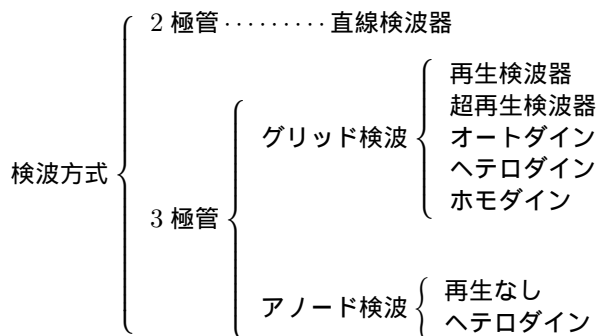 2 極管 ········· 直線検波器
再生検波器
超再生検波器
グリッド検波
オートダイン
ヘテロダイン
検波方式
ホモダイン
3 極管
再生なし
アノード検波
ヘテロダイン